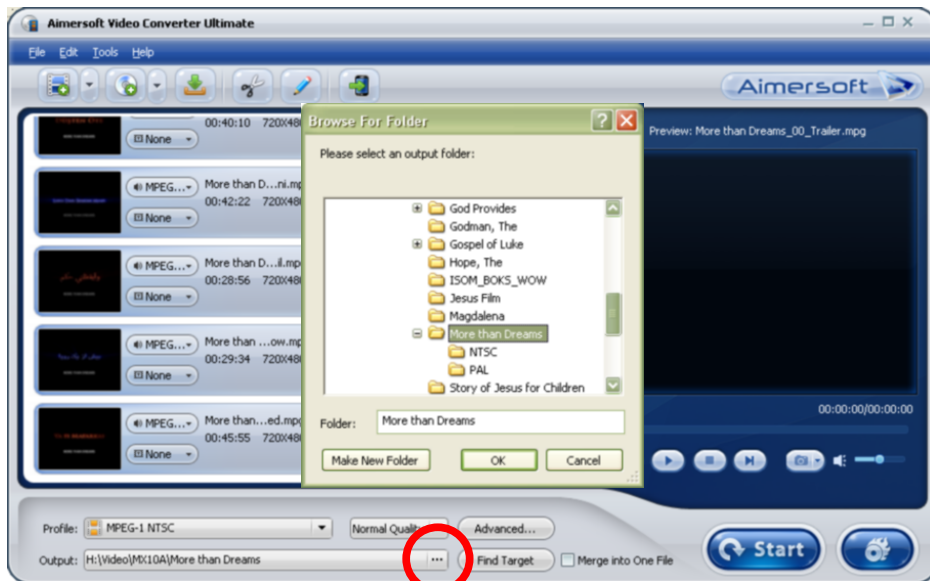 Aimersoft Video Converter Ultimate
File Edit Tools Help
Aimersoft
00:40:10 720X48
None
Preview: More than Dreams_00_Trailer.mpg
MPEG... More than D...ni.mp
00:42:22 720X48
None
MPEG... More than D...il.mp
00:28:56 720X48
None
MPEG... More than ...ow.mp
00:29:34 720X48
None
MPEG... More than...ed.mp
00:45:55 720X48
None
Browse For Folder
Please select an output folder:
God Provides
Godman, The
Gospel of Luke
Hope, The
ISOM_BOKS_WOW
Jesus Film
Magdalena
More than Dreams
NTSC
PAL
Story of Jesus for Children
Folder: More than Dreams
Make New Folder OK Cancel
00:00:00/00:00:00
Profile: MPEG-1 NTSC Normal Quality Advanced...
Output: H:\Video\MX10A\More than Dreams ... Find Target Merge into One File
Start